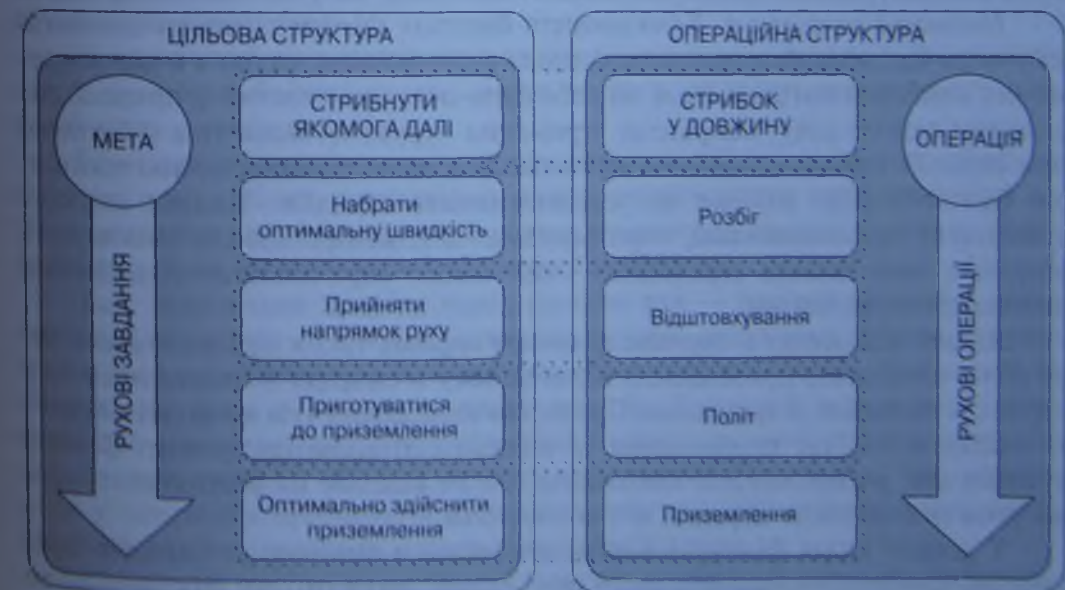 ЦІЛЬОВА СТРУКТУРА
МЕТА
РУХОВІ ЗАВДАННЯ
СТРИБНУТИ
ЯКОМОГА ДАЛІ
Набрати
оптимальну швидкість
Прийняти
напрямок руху
Приготуватися
до приземлення
Оптимально здійснити
приземлення
ОПЕРАЦІЙНА СТРУКТУРА
СТРИБОК
У ДОВЖИНУ
Розбіг
Відштовхування
Політ
Приземлення
ОПЕРАЦІЯ
РУХОВІ ОПЕРАЦІЇ